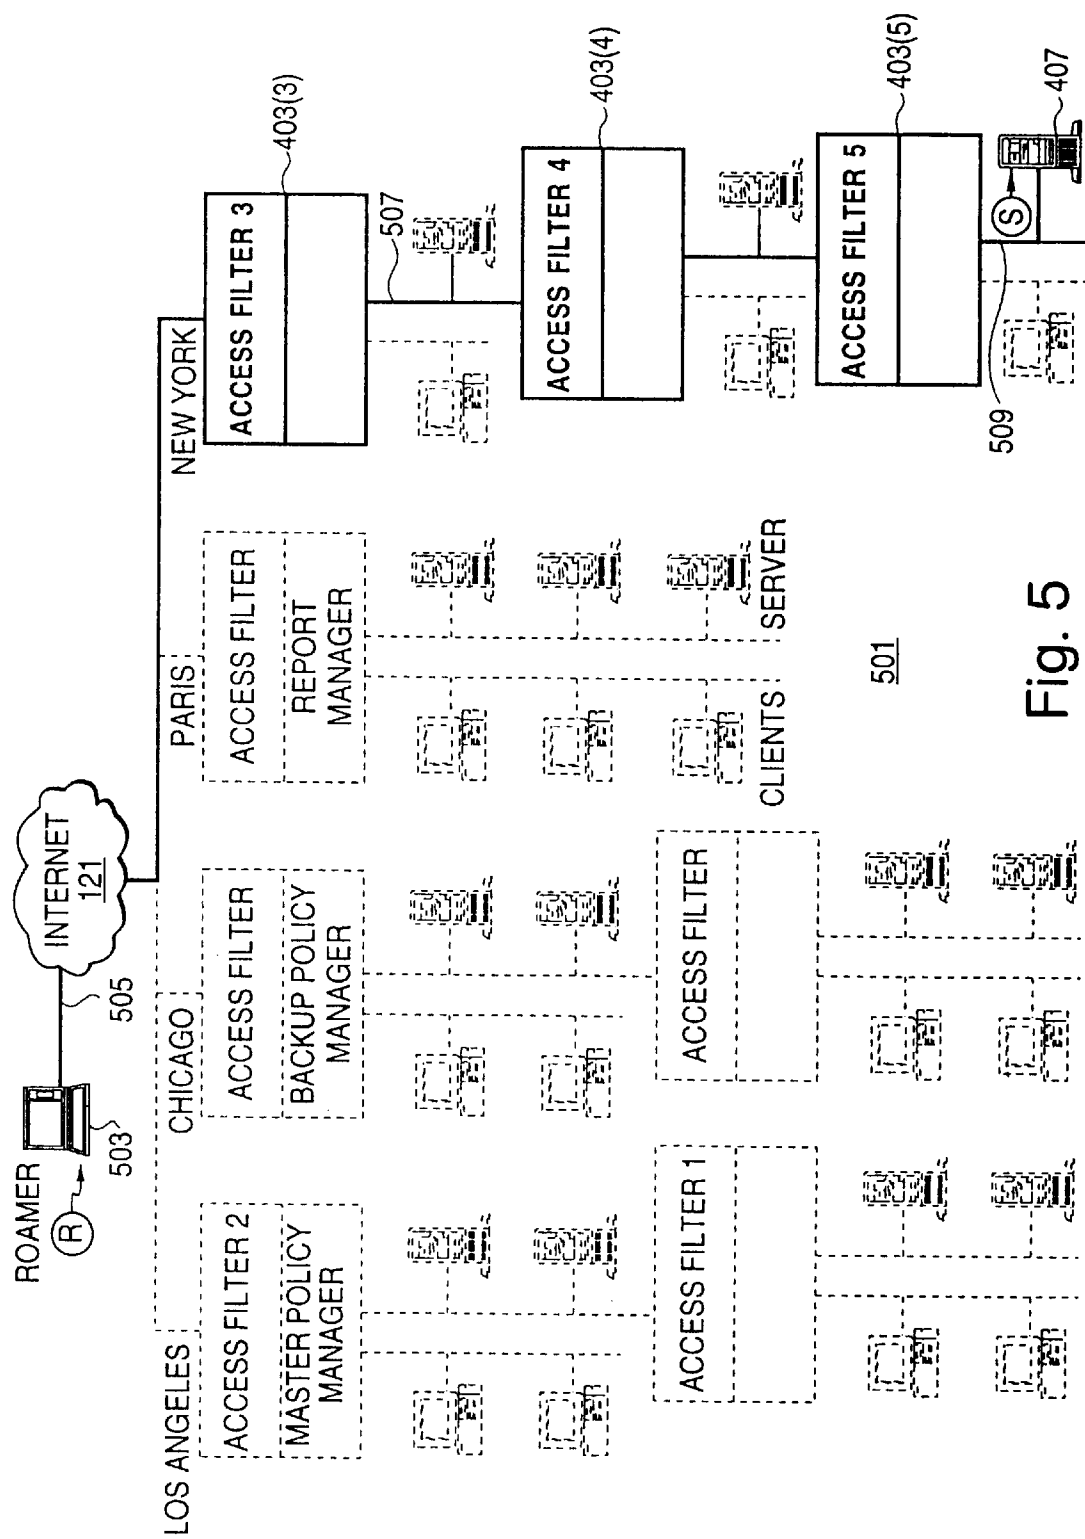 ROAMER
R
503
505
INTERNET
121
LOS ANGELES
CHICAGO
PARIS
NEW YORK
ACCESS FILTER 2
MASTER POLICY
MANAGER
ACCESS FILTER
BACKUP POLICY
MANAGER
ACCESS FILTER
REPORT
MANAGER
ACCESS FILTER 3
403(3)
507
ACCESS FILTER 4
403(4)
ACCESS FILTER 1
ACCESS FILTER
CLIENTS
SERVER
ACCESS FILTER 5
403(5)
509
S
407
501
Fig. 5